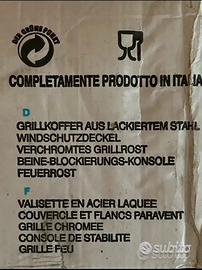 DER GRÜNE PUNKT
COMPLETAMENTE PRODOTTO IN ITALIA
D
GRILLKOFFER AUS LACKIERTEM STAHL
WINDSCHUTZDECKEL
VERCHROMTES GRILLROST
BEINE-BLOCKIERUNGS-KONSOLE
FEUERROST
F
VALISETTE EN ACIER LAQUEE
COUVERCLE ET FLANCS PARAVENT
GRILLE CHROMEE
CONSOLE DE STABILITE
GRILLE FEU
subito